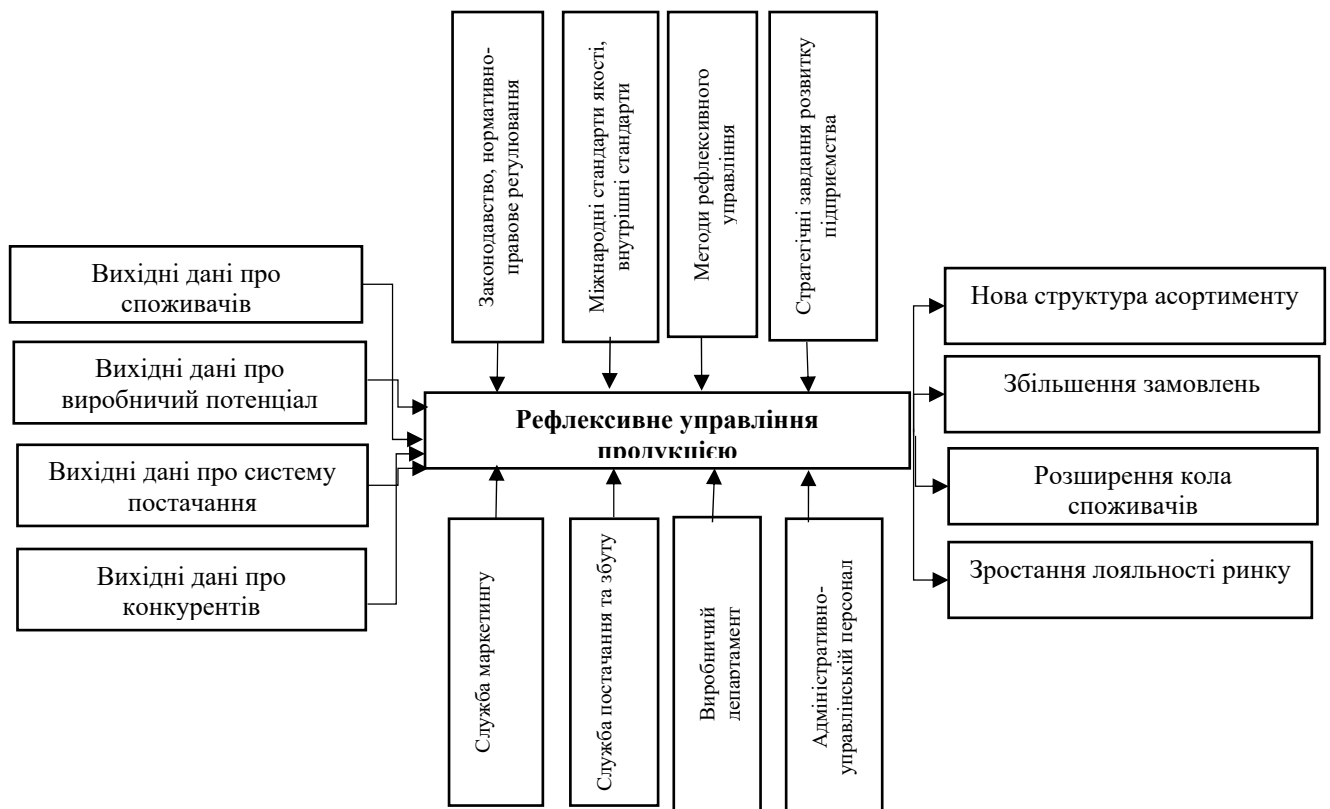 Законодавство, нормативно-
правове регулювання
Міжнародні стандарти якості,
внутрішні стандарти
Методи рефлексивного
управління
Стратегічні завдання розвитку
підприємства
Вихідні дані про
споживачів
Вихідні дані про
виробничий потенціал
Вихідні дані про систему
постачання
Вихідні дані про
конкурентів
Рефлексивне управління
продукцією
Нова структура асортименту
Збільшення замовлень
Розширення кола
споживачів
Зростання лояльності ринку
Служба маркетингу
Служба постачання та збуту
Виробничий
департамент
Адміністративно-
управлінській персонал